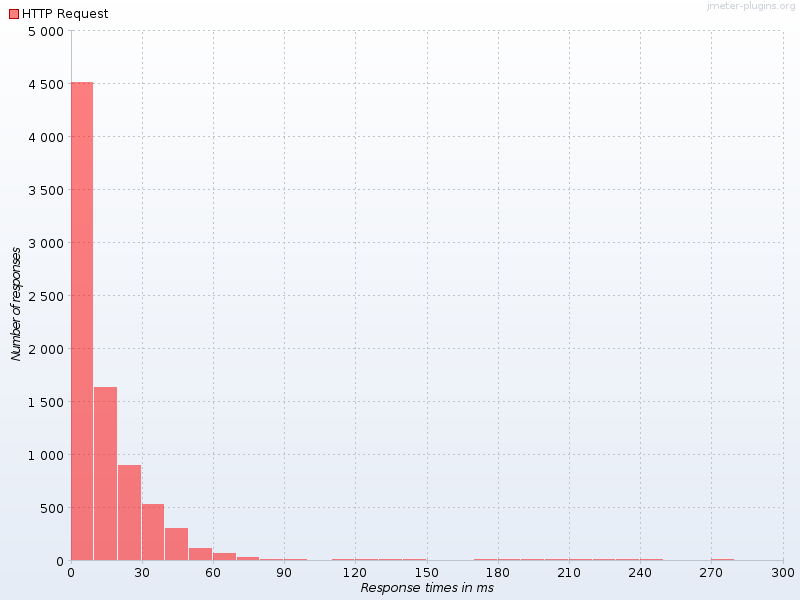 HTTP Request
jmeter-plugins.org
5 000
4 500
4 000
3 500
3 000
2 500
2 000
1 500
1 000
500
0
Number of responses
0 30 60 90 120 150 180 210 240 270 300
Response times in ms